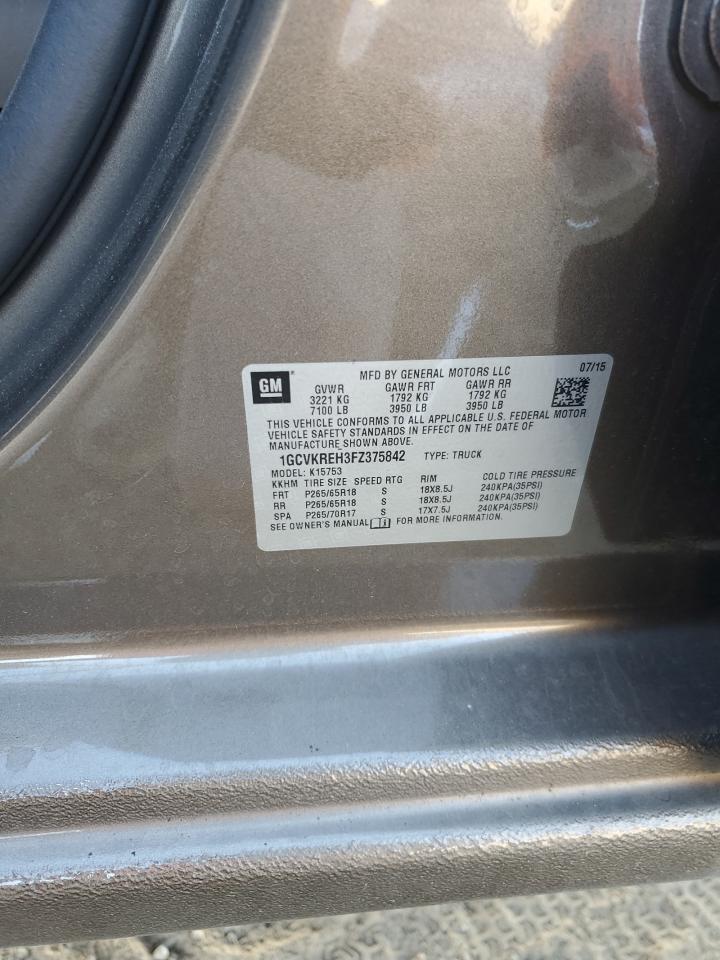 GM
MFD BY GENERAL MOTORS LLC 07/15
GVWR GAWR FRT GAWR RR
3221 KG 1792 KG 1792 KG
7100 LB 3950 LB 3950 LB
THIS VEHICLE CONFORMS TO ALL APPLICABLE U.S. FEDERAL MOTOR
VEHICLE SAFETY STANDARDS IN EFFECT ON THE DATE OF
MANUFACTURE SHOWN ABOVE.
1GCVKREH3FZ375842 TYPE: TRUCK
MODEL: K15753
KKHM TIRE SIZE SPEED RTG RIM COLD TIRE PRESSURE
FRT P265/65R18 S 18X8.5J 240KPA(35PSI)
RR P265/65R18 S 18X8.5J 240KPA(35PSI)
SPA P265/70R17 S 17X7.5J 240KPA(35PSI)
SEE OWNER'S MANUAL FOR MORE INFORMATION.